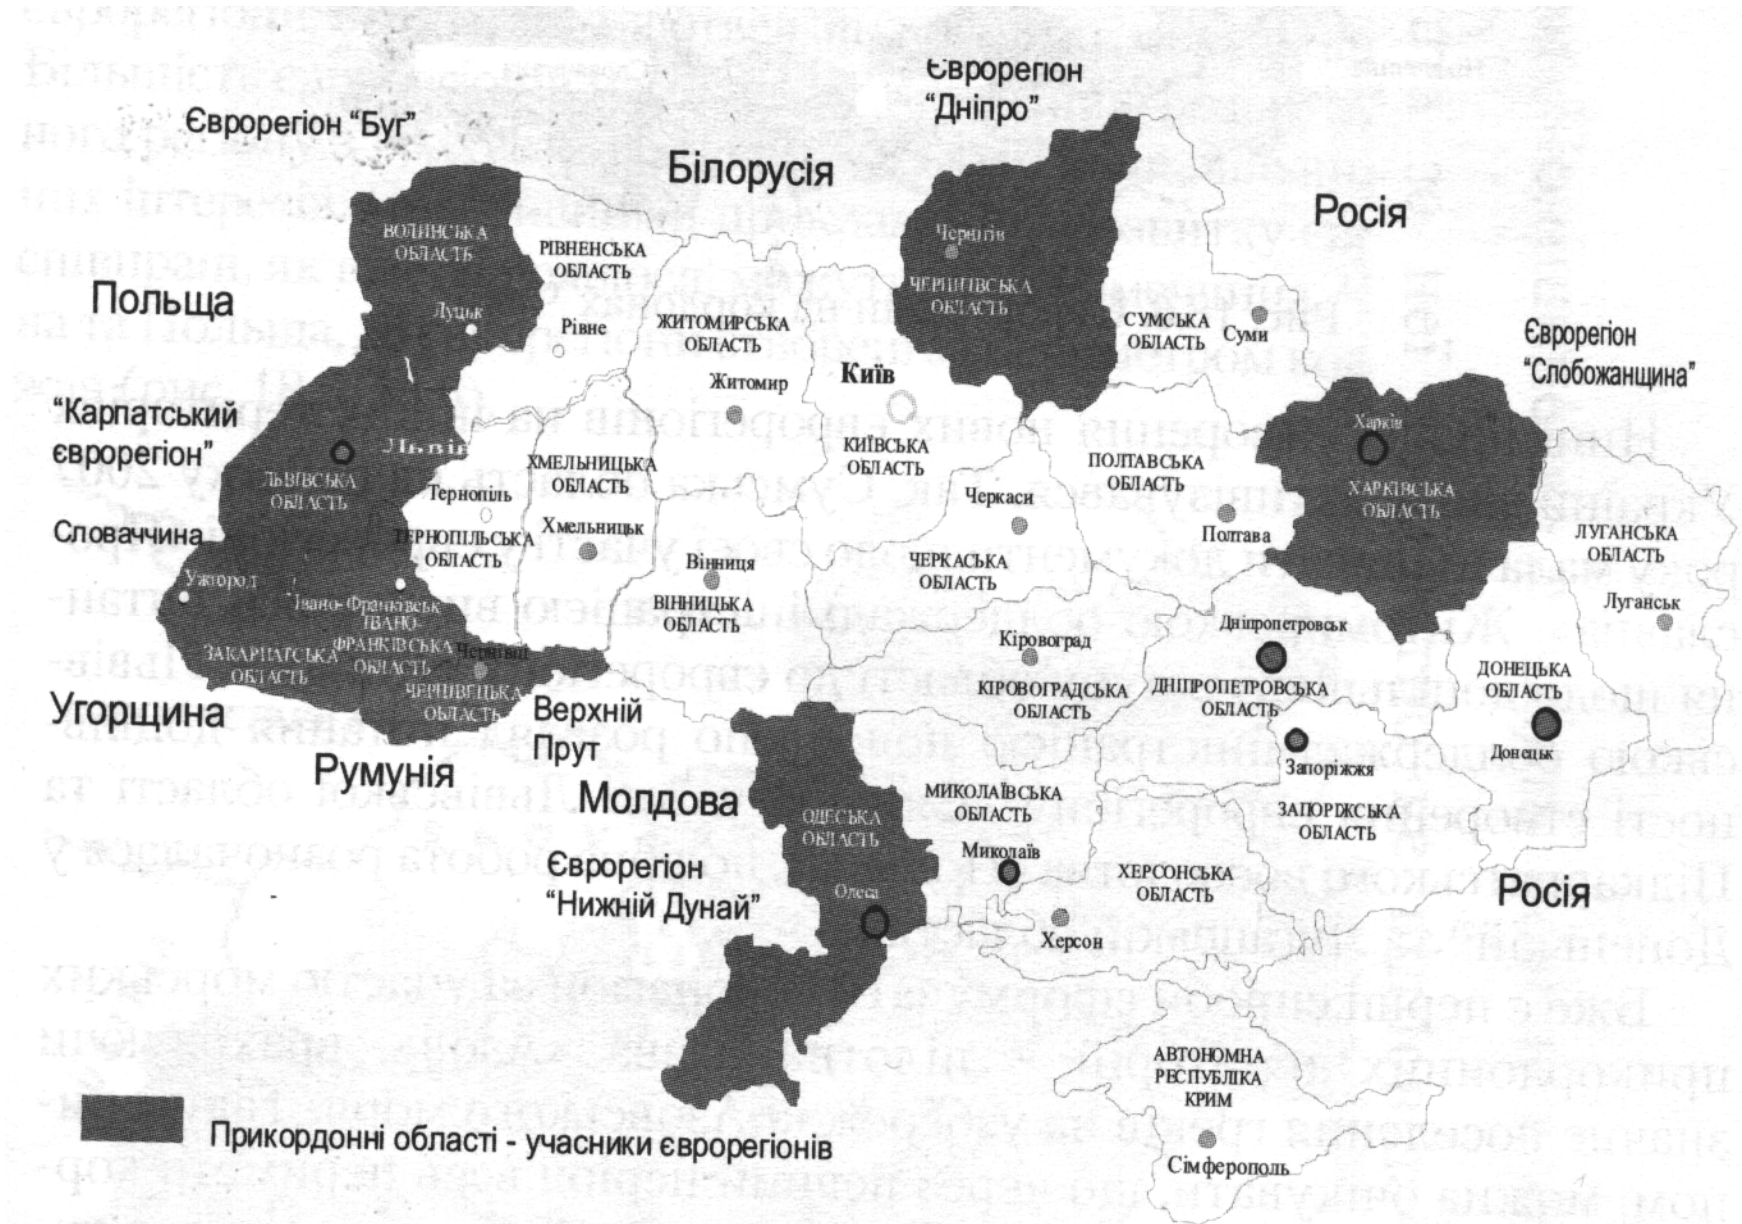 Єврорегіон
“Дніпро”
Єврорегіон “Буг”
Білорусія
Росія
ВОЛИНСЬКА
ОБЛАСТЬ
Луцьк
РІВНЕНСЬКА
ОБЛАСТЬ
Рівне
Чернігів
ЧЕРНІГІВСЬКА
ОБЛАСТЬ
Польща
ЖИТОМИРСЬКА
ОБЛАСТЬ
Житомир
Київ
КИЇВСЬКА
ОБЛАСТЬ
СУМСЬКА
ОБЛАСТЬ
Суми
Єврорегіон
“Слобожанщина”
“Карпатський
єврорегіон”
Львів
ЛЬВІВСЬКА
ОБЛАСТЬ
Тернопіль
ТЕРНОПІЛЬСЬКА
ОБЛАСТЬ
ХМЕЛЬНИЦЬКА
ОБЛАСТЬ
Хмельницьк
Вінниця
ВІННИЦЬКА
ОБЛАСТЬ
Черкаси
ЧЕРКАСЬКА
ОБЛАСТЬ
ПОЛТАВСЬКА
ОБЛАСТЬ
Полтава
Харків
ХАРКІВСЬКА
ОБЛАСТЬ
ЛУГАНСЬКА
ОБЛАСТЬ
Луганськ
Словаччина
Ужгород
ЗАКАРПАТСЬКА
ОБЛАСТЬ
Івано-Франківськ
ІВАНО-
ФРАНКІВСЬКА
ОБЛАСТЬ
Чернівці
ЧЕРНІВЕЦЬКА
ОБЛАСТЬ
Кіровоград
КІРОВОГРАДСЬКА
ОБЛАСТЬ
Дніпропетровськ
ДНІПРОПЕТРОВСЬКА
ОБЛАСТЬ
ДОНЕЦЬКА
ОБЛАСТЬ
Донецьк
Угорщина
Румунія
Верхній
Прут
Молдова
Єврорегіон
“Нижній Дунай”
ОДЕСЬКА
ОБЛАСТЬ
Одеса
МИКОЛАЇВСЬКА
ОБЛАСТЬ
Миколаїв
Запоріжжя
ЗАПОРІЖСЬКА
ОБЛАСТЬ
ХЕРСОНСЬКА
ОБЛАСТЬ
Херсон
Росія
АВТОНОМНА
РЕСПУБЛІКА
КРИМ
Сімферополь
Прикордонні області - учасники єврорегіонів